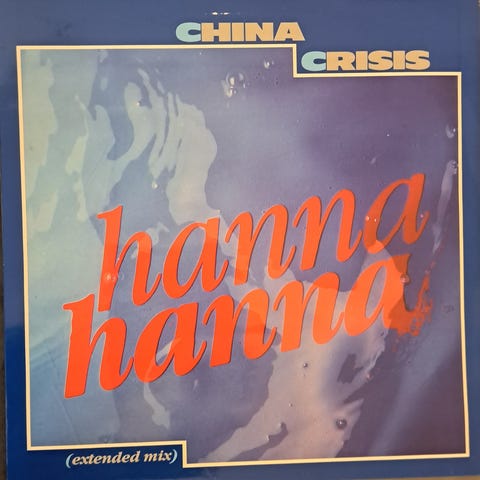 CHINA
CRISIS
hanna
hanna
(extended mix)